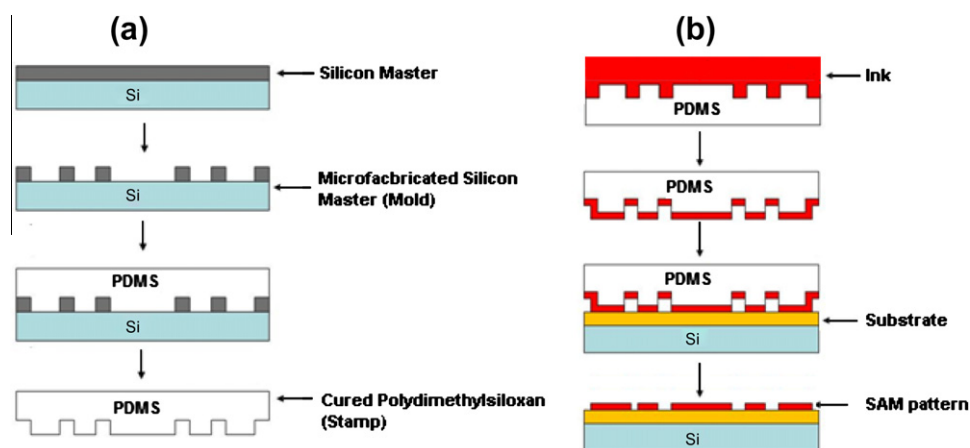 (a)
Silicon Master
Si
Microfacbricated Silicon
Master (Mold)
Si
PDMS
Si
PDMS
Cured Polydimethylsiloxan
(Stamp)
(b)
Ink
PDMS
PDMS
PDMS
Substrate
Si
SAM pattern
Si